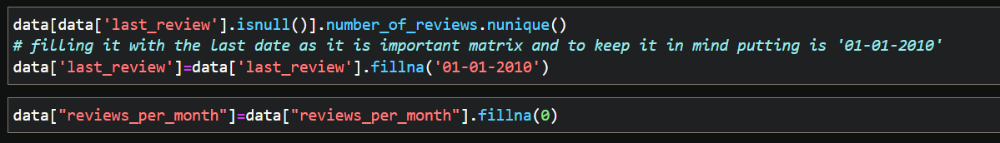 data[data['last_review'].isnull()].number_of_reviews.nunique()
# filling it with the last date as it is important matrix and to keep it in mind putting is '01-01-2010'
data['last_review']=data['last_review'].fillna('01-01-2010')
data["reviews_per_month"]=data["reviews_per_month"].fillna(0)